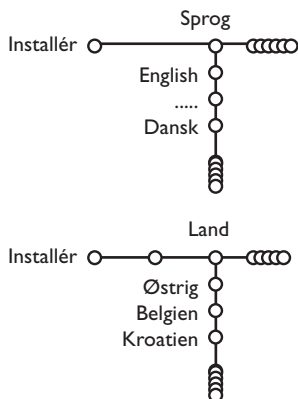 Sprog
Installér
English
.....
Dansk
Land
Installér
Østrig
Belgien
Kroatien